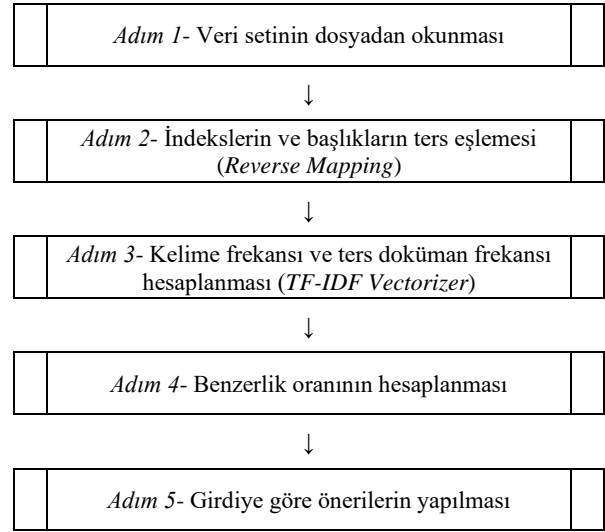 Adım 1- Veri setinin dosyadan okunması
↓
Adım 2- İndekslerin ve başlıkların ters eşlemesi
(Reverse Mapping)
↓
Adım 3- Kelime frekansı ve ters doküman frekansı
hesaplanması (TF-IDF Vectorizer)
↓
Adım 4- Benzerlik oranının hesaplanması
↓
Adım 5- Girdiye göre önerilerin yapılması